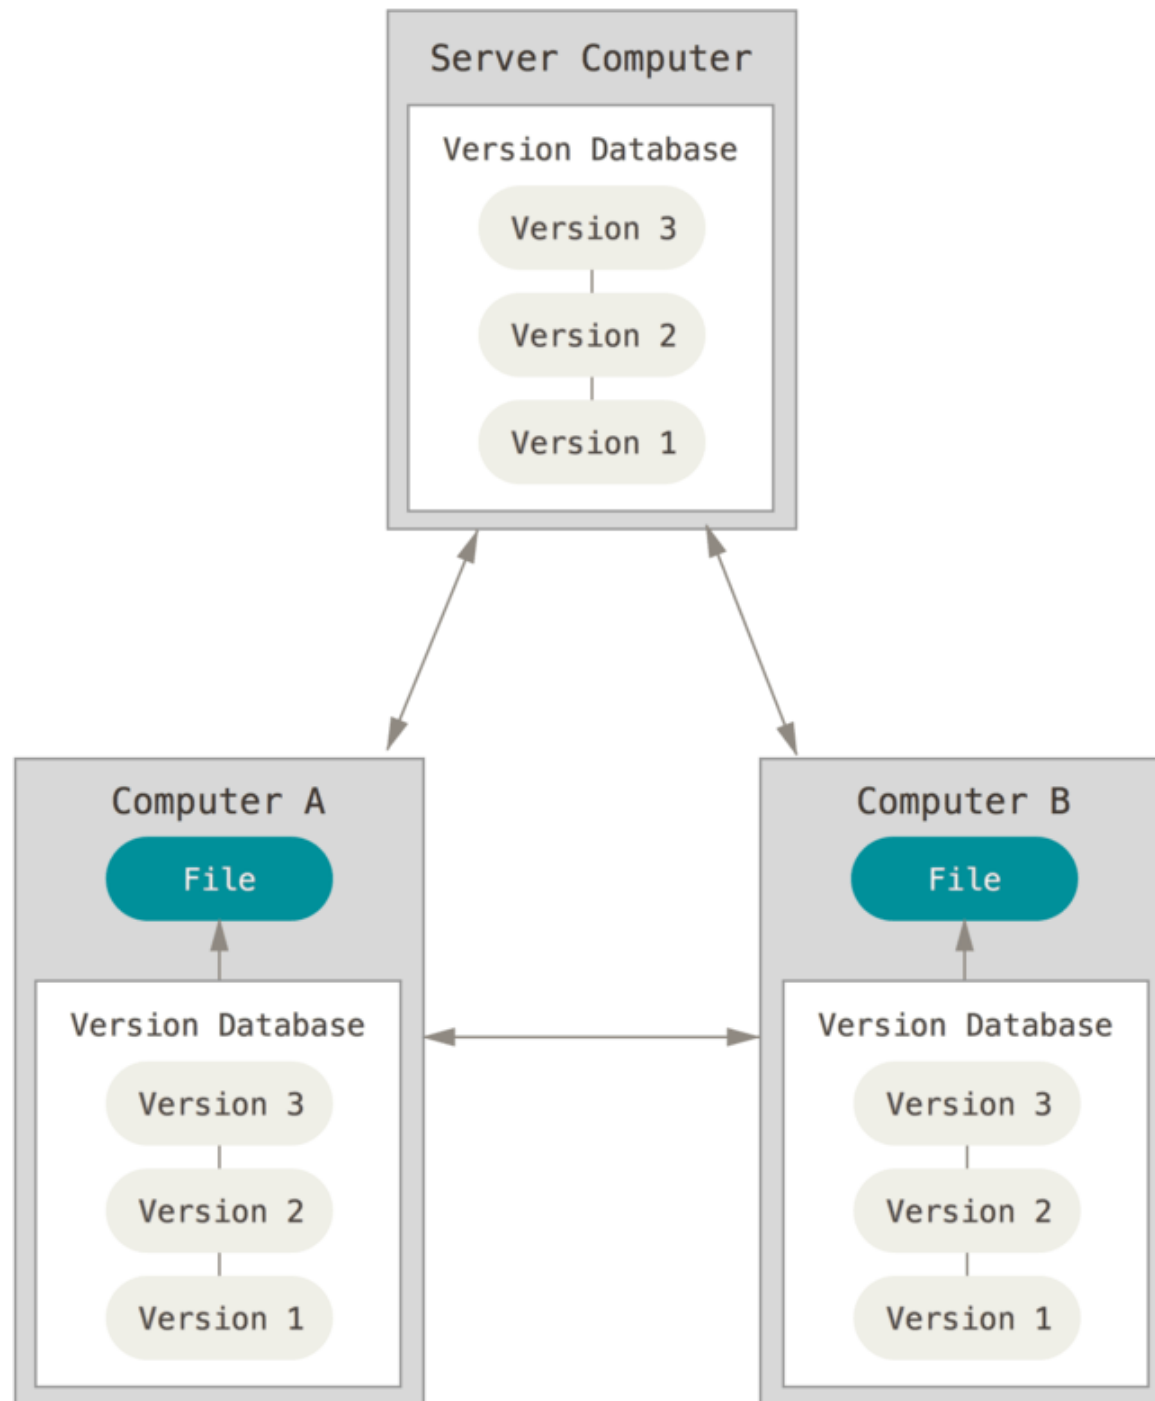 Server Computer
Version Database
Version 3
Version 2
Version 1
Computer A
File
Version Database
Version 3
Version 2
Version 1
Computer B
File
Version Database
Version 3
Version 2
Version 1